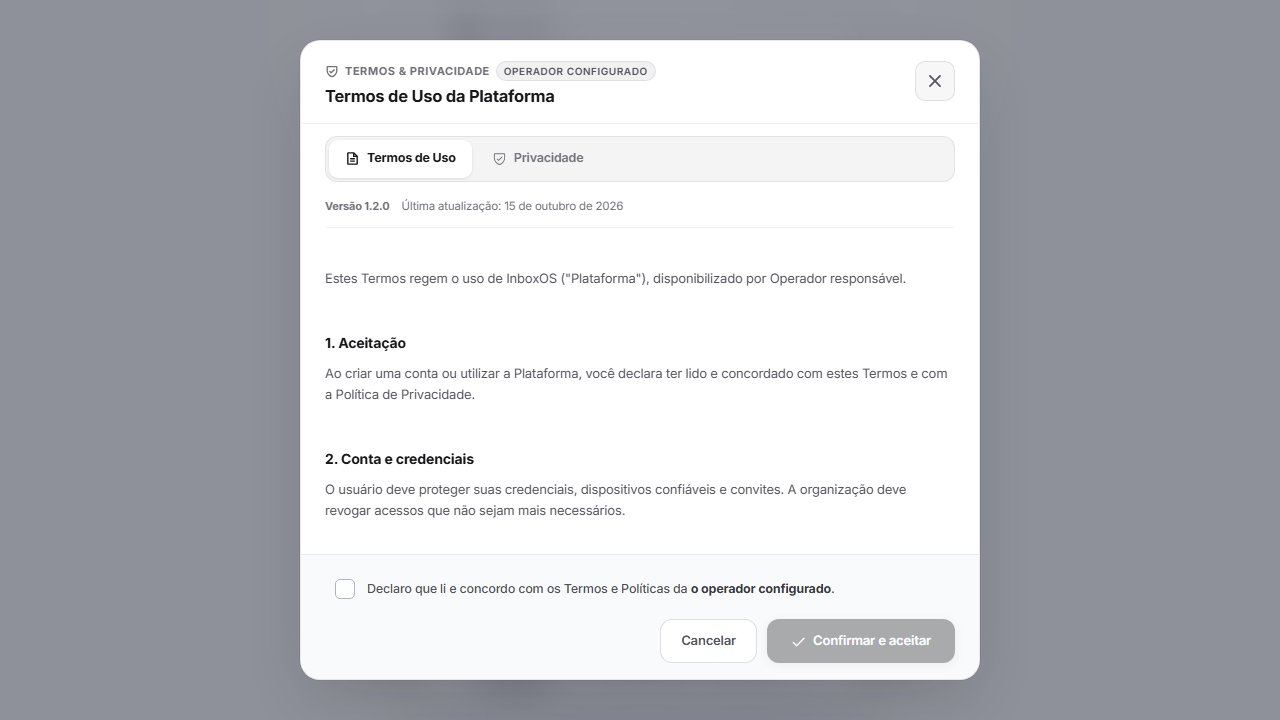 TERMOS & PRIVACIDADE OPERADOR CONFIGURADO
Termos de Uso da Plataforma
Termos de Uso Privacidade
Versão 1.2.0 Última atualização: 15 de outubro de 2026
Estes Termos regem o uso de InboxOS ("Plataforma"), disponibilizado por Operador responsável.
1. Aceitação
Ao criar uma conta ou utilizar a Plataforma, você declara ter lido e concordado com estes Termos e com
a Política de Privacidade.
2. Conta e credenciais
O usuário deve proteger suas credenciais, dispositivos confiáveis e convites. A organização deve
revogar acessos que não sejam mais necessários.
Declaro que li e concordo com os Termos e Políticas da o operador configurado.
Cancelar Confirmar e aceitar